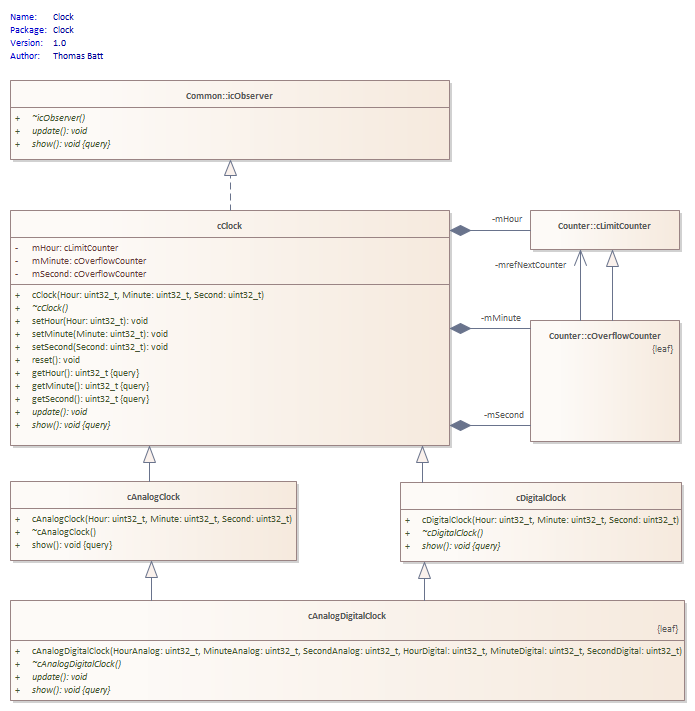 Name: Clock
Package: Clock
Version: 1.0
Author: Thomas Batt
Common::icObserver
+ ~icObserver()
+ update(): void
+ show(): void {query}
cClock
- mHour: cLimitCounter
- mMinute: cOverflowCounter
- mSecond: cOverflowCounter
+ cClock(Hour: uint32_t, Minute: uint32_t, Second: uint32_t)
+ ~cClock()
+ setHour(Hour: uint32_t): void
+ setMinute(Minute: uint32_t): void
+ setSecond(Second: uint32_t): void
+ reset(): void
+ getHour(): uint32_t {query}
+ getMinute(): uint32_t {query}
+ getSecond(): uint32_t {query}
+ update(): void
+ show(): void {query}
-mHour
Counter::cLimitCounter
-mrefNextCounter
-mMinute
Counter::cOverflowCounter
{leaf}
-mSecond
cAnalogClock
+ cAnalogClock(Hour: uint32_t, Minute: uint32_t, Second: uint32_t)
+ ~cAnalogClock()
+ show(): void {query}
cDigitalClock
+ cDigitalClock(Hour: uint32_t, Minute: uint32_t, Second: uint32_t)
+ ~cDigitalClock()
+ show(): void {query}
cAnalogDigitalClock
{leaf}
+ cAnalogDigitalClock(HourAnalog: uint32_t, MinuteAnalog: uint32_t, SecondAnalog: uint32_t, HourDigital: uint32_t, MinuteDigital: uint32_t, SecondDigital: uint32_t)
+ ~cAnalogDigitalClock()
+ update(): void
+ show(): void {query}